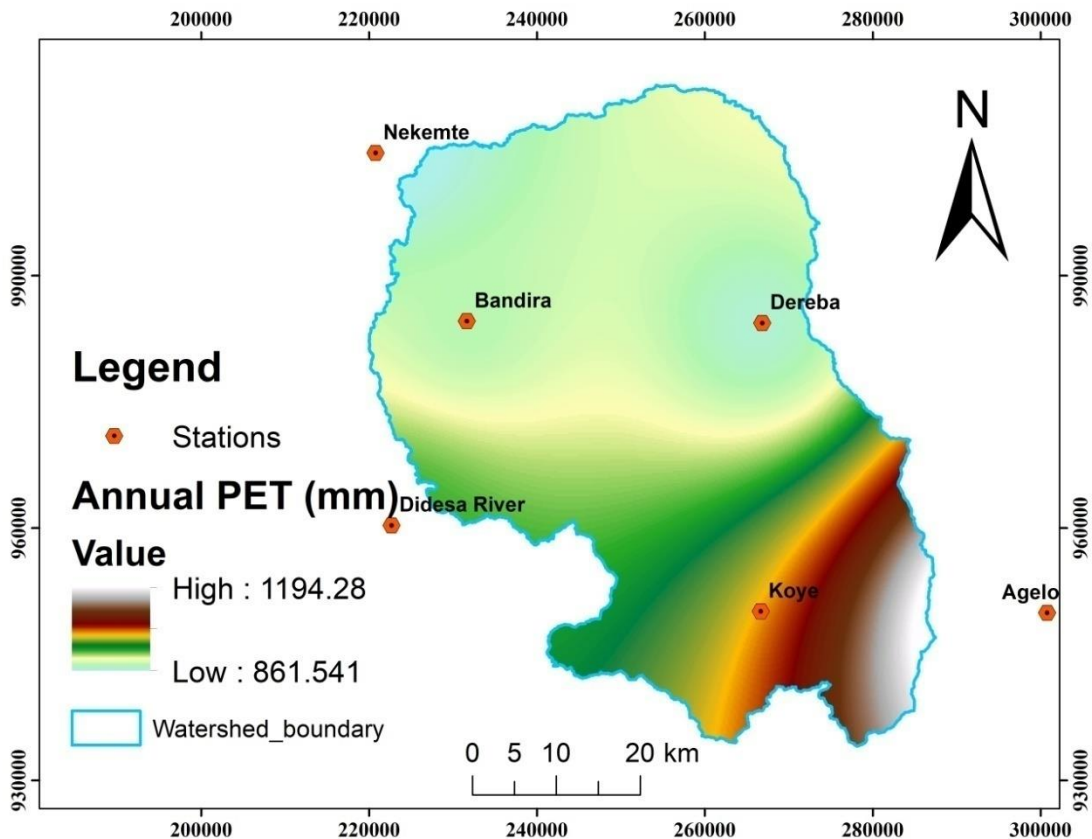 200000 220000 240000 260000 280000 300000
N
Nekemte
990000 990000
Bandira Dereba
Legend
Stations
Annual PET (mm)
Didesa River
960000 960000
Value
High : 1194.28
Koye Agelo
Low : 861.541
Watershed_boundary
0 5 10 20 km
930000 930000
200000 220000 240000 260000 280000 300000